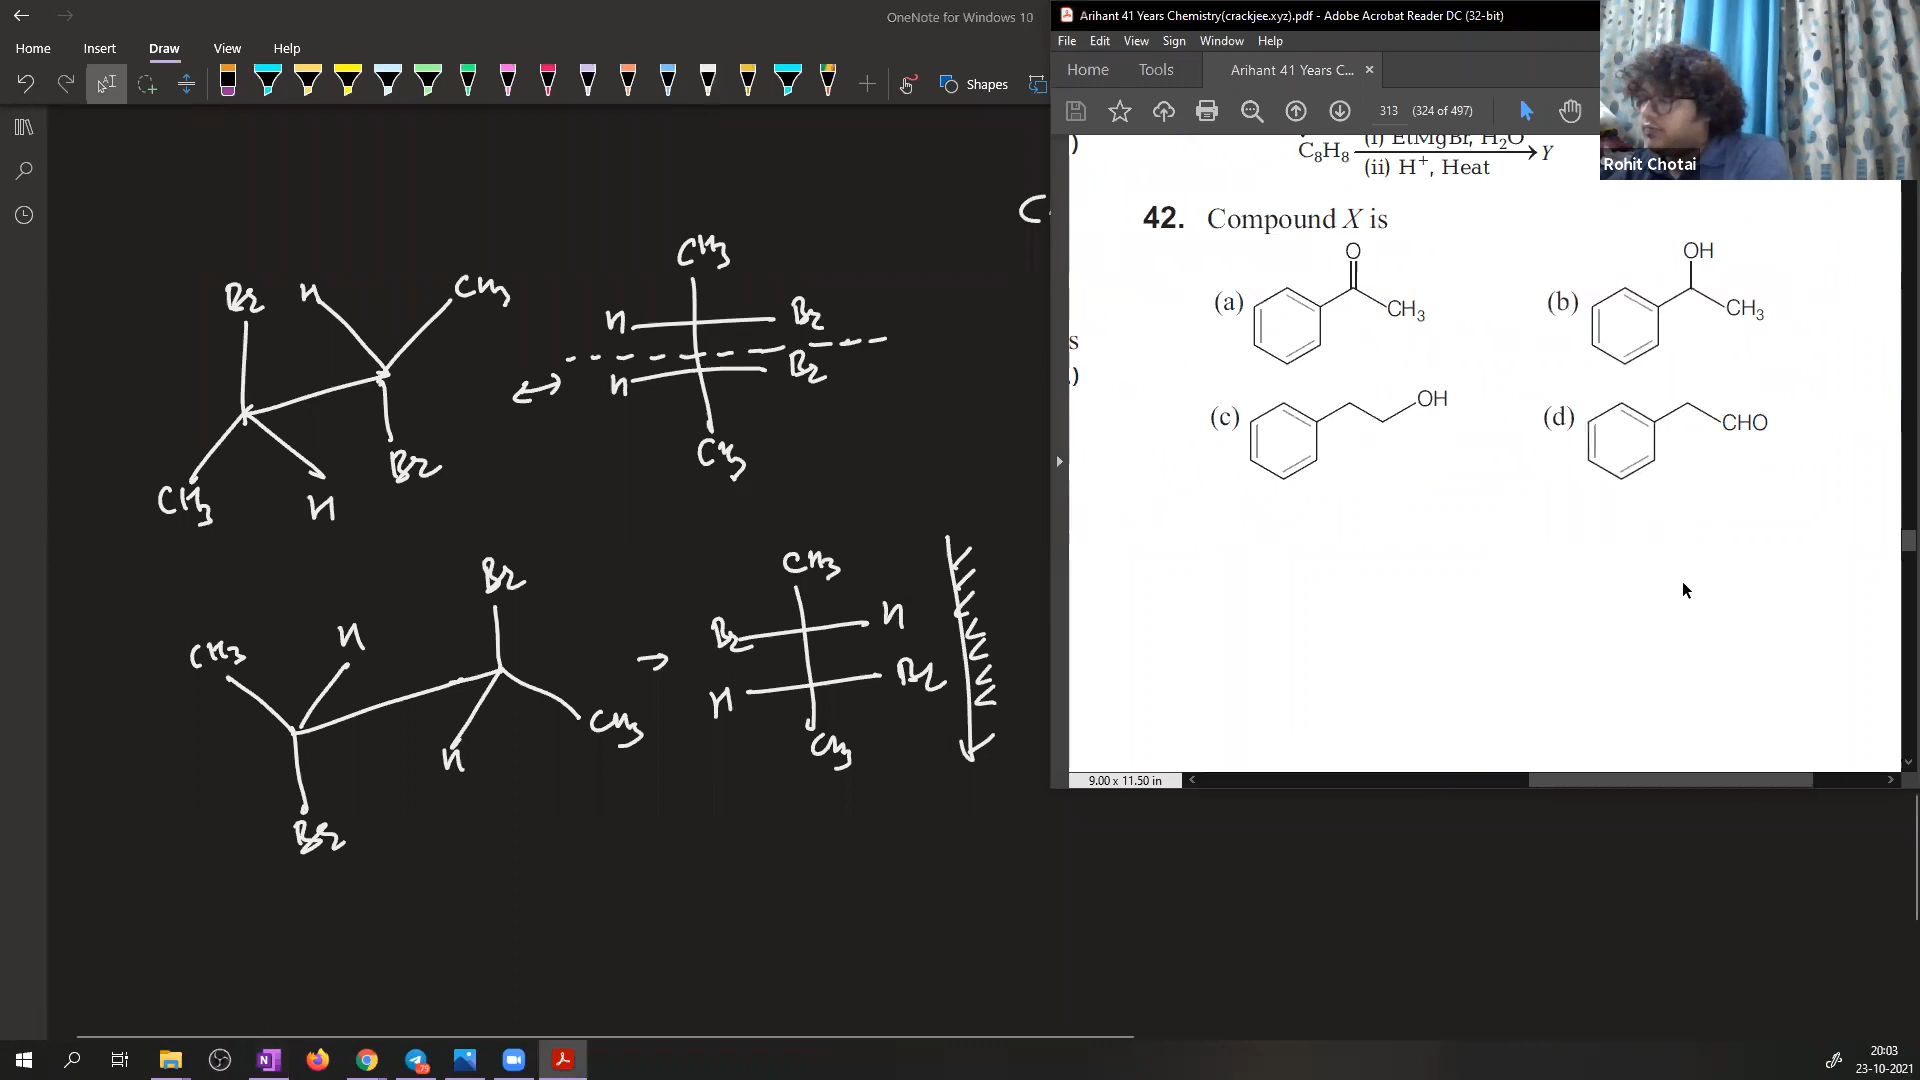 OneNote for Windows 10
Home Insert Draw View Help
Shapes
Br H CH3
CH3 H Br
CH3
H Br
H Br
CH3
CH3 H Br
Br H CH3
CH3
Br H
H Br
CH3
C
Arihant 41 Years Chemistry(crackjee.xyz).pdf - Adobe Acrobat Reader DC (32-bit)
File Edit View Sign Window Help
Home Tools Arihant 41 Years C... ×
313 (324 of 497)
Rohit Chotai
)
C₈H₈ (i) EtMgBr, H₂O
(ii) H⁺, Heat → Y
42. Compound X is
(a) O CH₃
(b) OH CH₃
s
.)
(c) OH
(d) CHO
9.00 x 11.50 in
79
20:03
23-10-2021